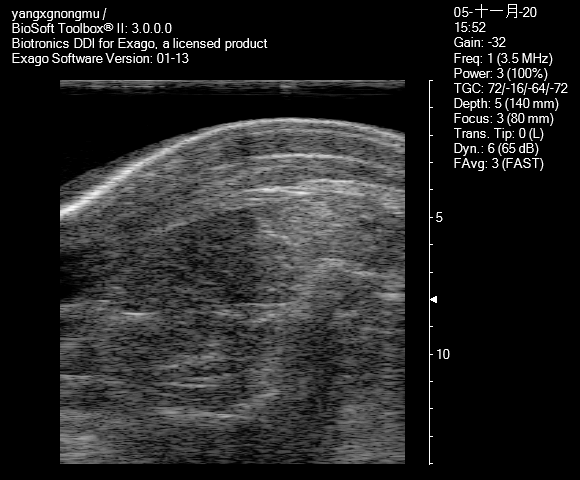 yangxgnongmu /
BioSoft Toolbox® II: 3.0.0.0
Biotronics DDI for Exago, a licensed product
Exago Software Version: 01-13
05-十一月-20
15:52
Gain: -32
Freq: 1 (3.5 MHz)
Power: 3 (100%)
TGC: 72/-16/-64/-72
Depth: 5 (140 mm)
Focus: 3 (80 mm)
Trans. Tip: 0 (L)
Dyn.: 6 (65 dB)
FAvg: 3 (FAST)
5
10